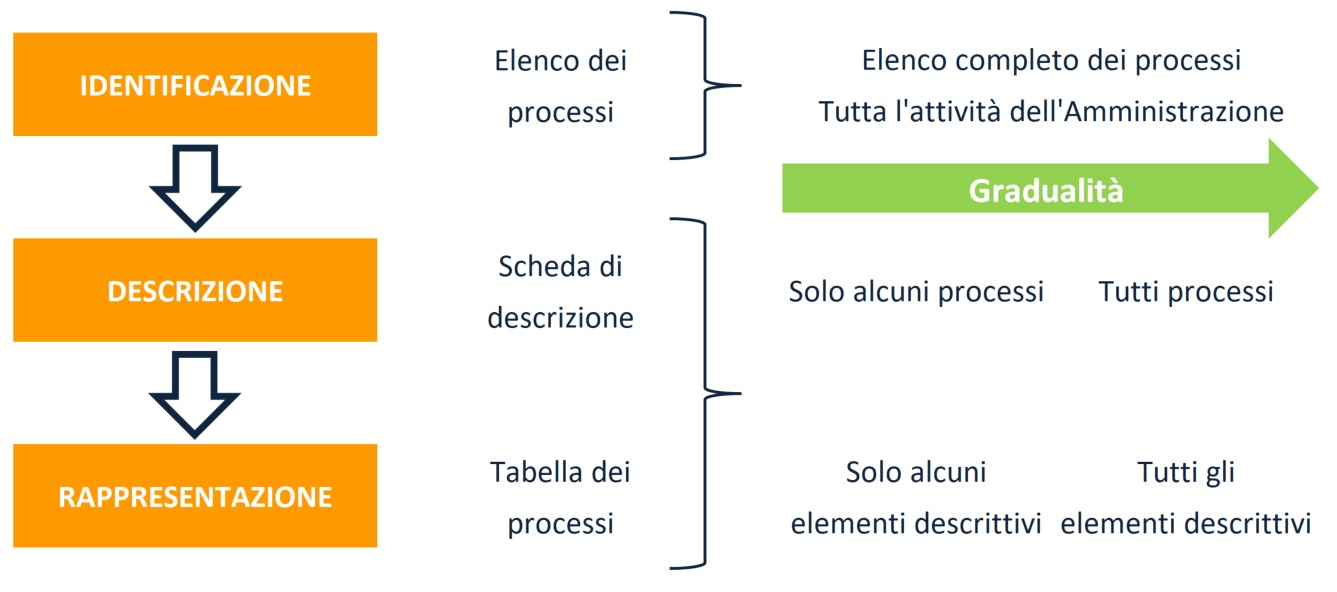 IDENTIFICAZIONE
Elenco dei
processi
Elenco completo dei processi
Tutta l'attività dell'Amministrazione
Gradualità
DESCRIZIONE
Scheda di
descrizione
Solo alcuni processi
Tutti processi
RAPPRESENTAZIONE
Tabella dei
processi
Solo alcuni
elementi descrittivi
Tutti gli
elementi descrittivi